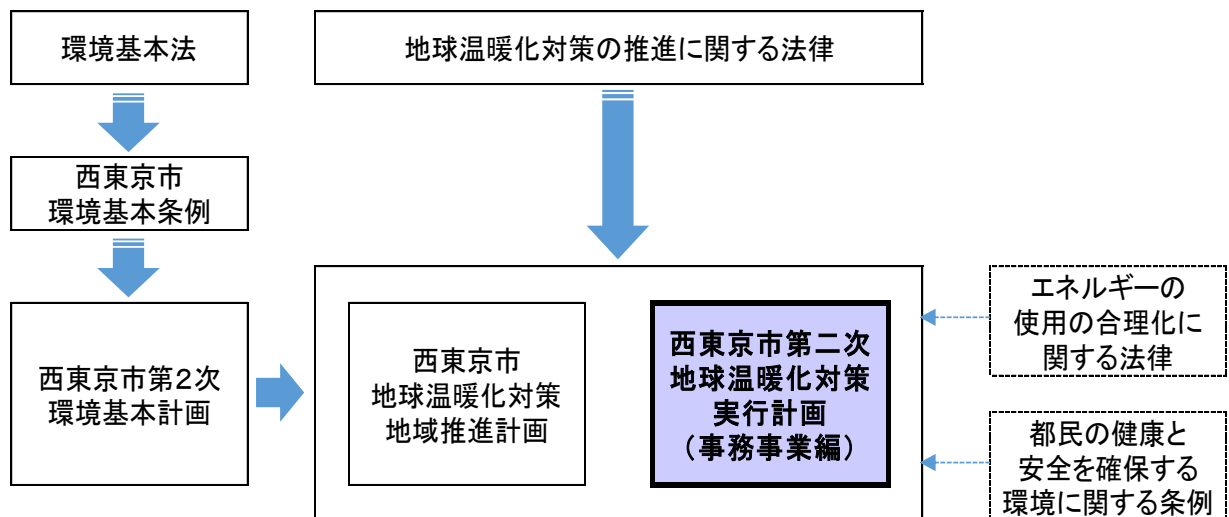 環境基本法
地球温暖化対策の推進に関する法律
西東京市
環境基本条例
西東京市第2次
環境基本計画
西東京市
地球温暖化対策
地域推進計画
西東京市第二次
地球温暖化対策
実行計画
（事務事業編）
エネルギーの
使用の合理化に
関する法律
都民の健康と
安全を確保する
環境に関する条例